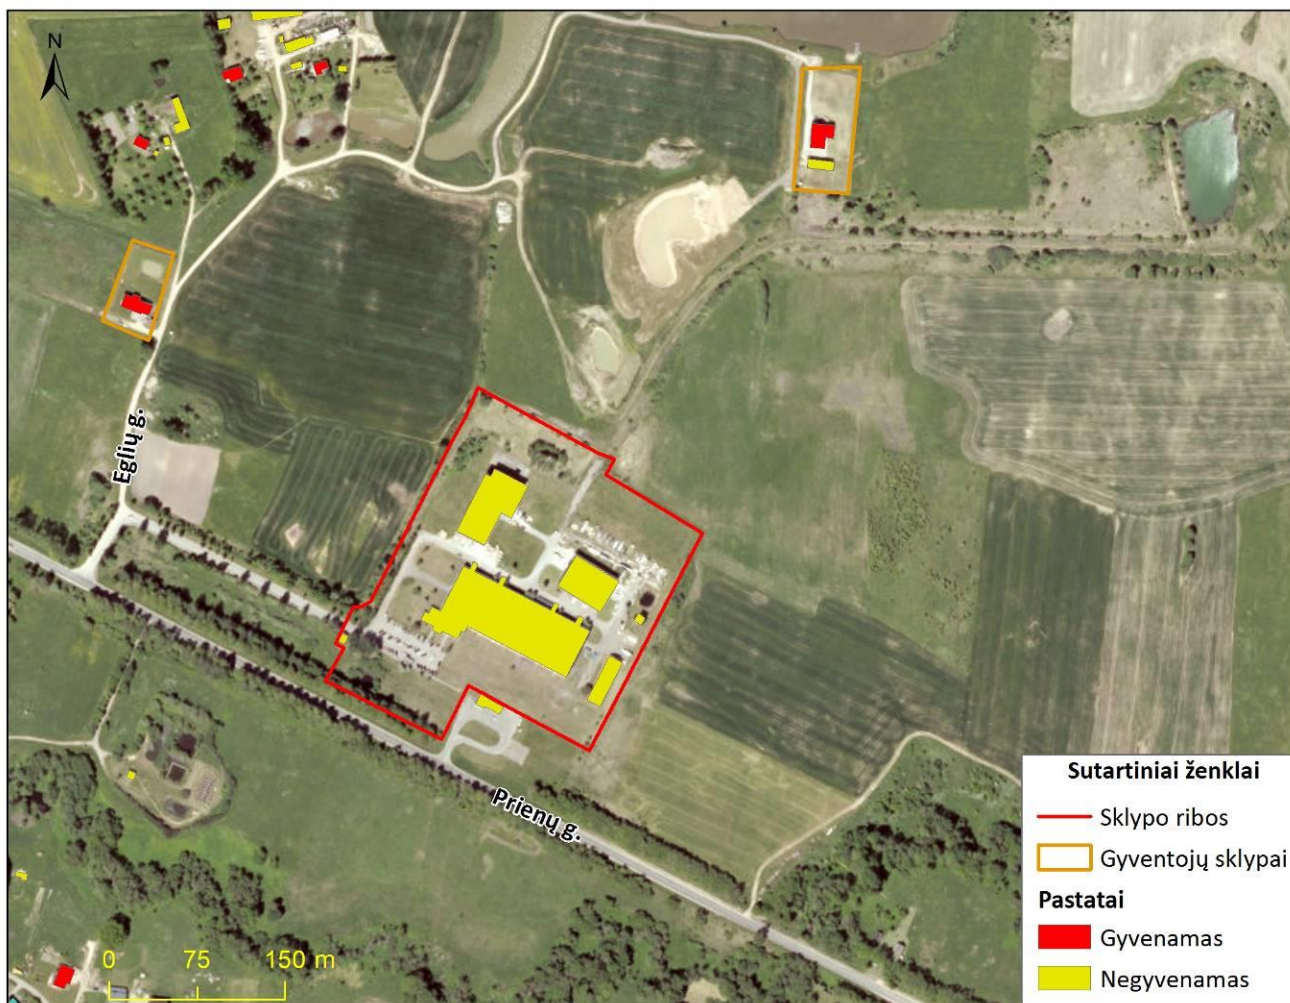 N
Eglių g.
Prienų g.
0 75 150 m
Sutartiniai ženklai
Sklypo ribos
Gyventojų sklypai
Pastatai
Gyvenamas
Negyvenamas